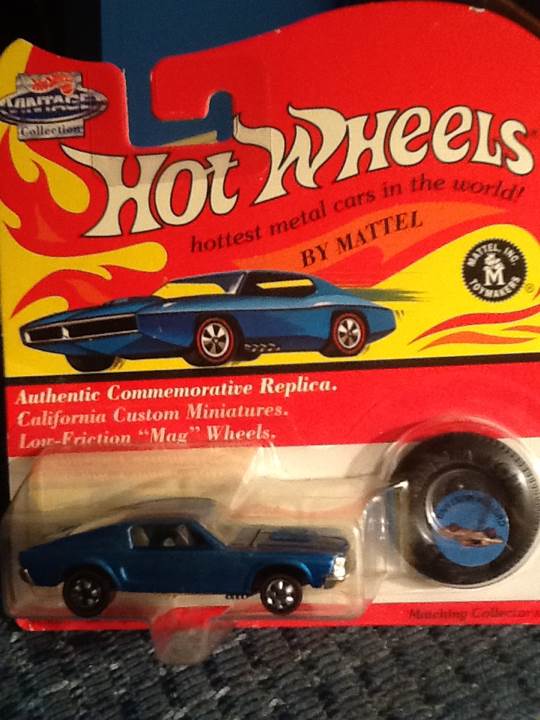 VINTAGE
Collection
HOT WHEELS
hottest metal cars in the world!
BY MATTEL
MATTEL, INC.
M
TOYMAKERS
®
Authentic Commemorative Replica.
California Custom Miniatures.
Low-Friction "Mag" Wheels.
Matching Collector